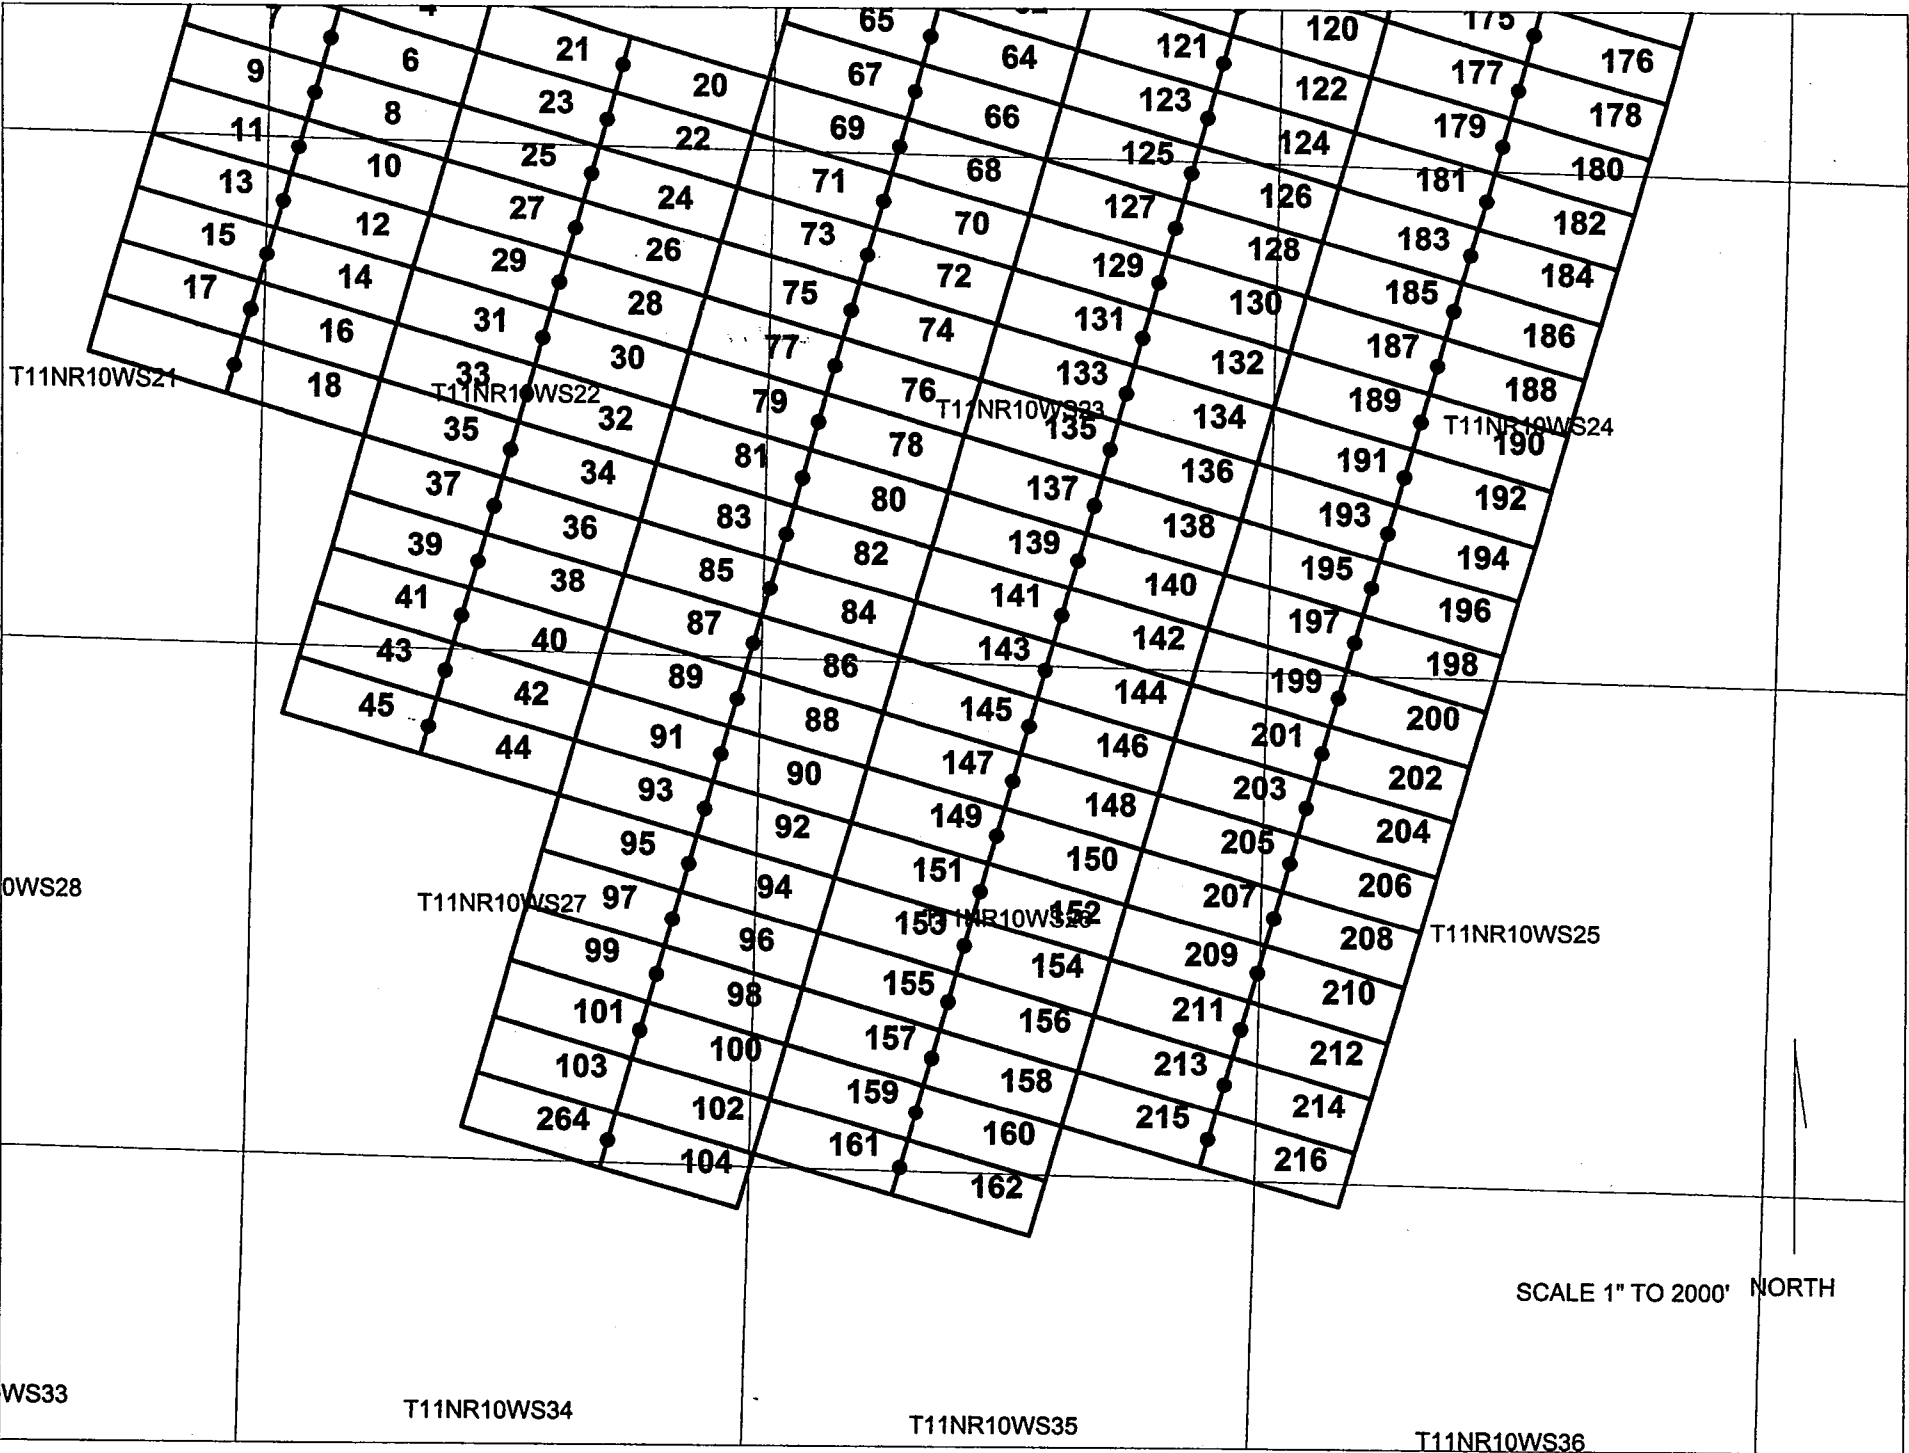 7 4 65 62 120 175
21 64 121 176
9 6 20 67 122 177
23 66 123 178
11 8 22 69 124 179
25 68 125 180
13 10 24 71 126 181
27 70 127 182
15 12 26 73 128 183
29 72 129 184
17 14 28 75 130 185
31 74 131 186
16 30 77 132 187
T11NR10WS21 18 33 T11NR10WS22 76 133 188
35 32 79 T11NR10WS23 135 134 189 T11NR10WS24 190
34 81 78 136 191
37 36 83 80 137 138 193 192
39 38 85 82 139 140 195 194
41 40 87 84 141 142 197 196
43 42 89 86 143 144 199 198
45 44 91 88 145 146 201 200
93 90 147 148 203 202
95 92 149 150 205 204
0WS28 T11NR10WS27 97 94 151 152 207 206
153 T11NR10WS26 208 T11NR10WS25
99 96 155 154 209 210
101 98 157 156 211 212
103 100 159 158 213 214
264 102 161 160 215 216
104 162
SCALE 1" TO 2000' NORTH
WS33 T11NR10WS34 T11NR10WS35 T11NR10WS36